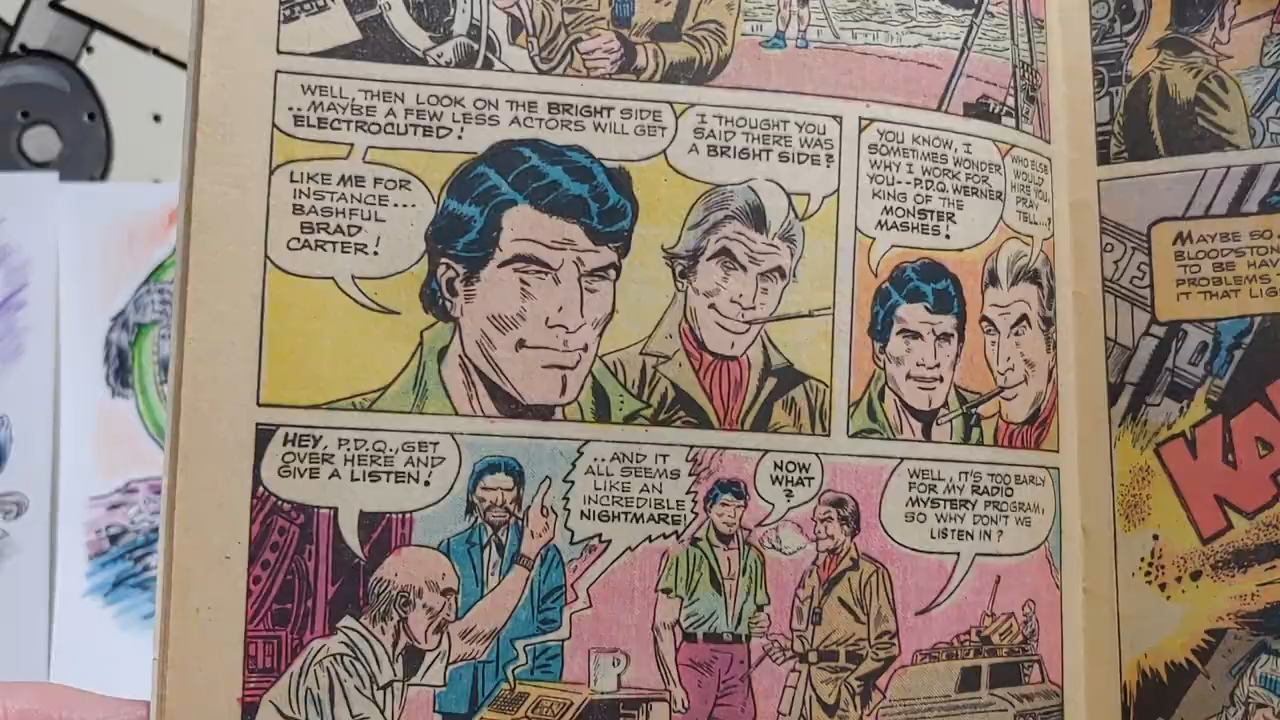 WELL, THEN LOOK ON THE BRIGHT SIDE
..MAYBE A FEW LESS ACTORS WILL GET
ELECTROCUTED!
LIKE ME FOR
INSTANCE...
BASHFUL
BRAD
CARTER!
I THOUGHT YOU
SAID THERE WAS
A BRIGHT SIDE?
YOU KNOW, I
SOMETIMES WONDER
WHY I WORK FOR
YOU--P.D.Q. WERNER
KING OF THE
MONSTER
MASHES!
WHO ELSE
WOULD
HIRE YOU,
PRAY
TELL...?
HEY, P.D.Q., GET
OVER HERE AND
GIVE A LISTEN!
..AND IT
ALL SEEMS
LIKE AN
INCREDIBLE
NIGHTMARE!
NOW
WHAT
?
WELL, IT'S TOO EARLY
FOR MY RADIO
MYSTERY PROGRAM,
SO WHY DON'T WE
LISTEN IN?
MAYBE SO,
BLOODSTON
TO BE HAV
PROBLEMS
IT THAT LIG
KA